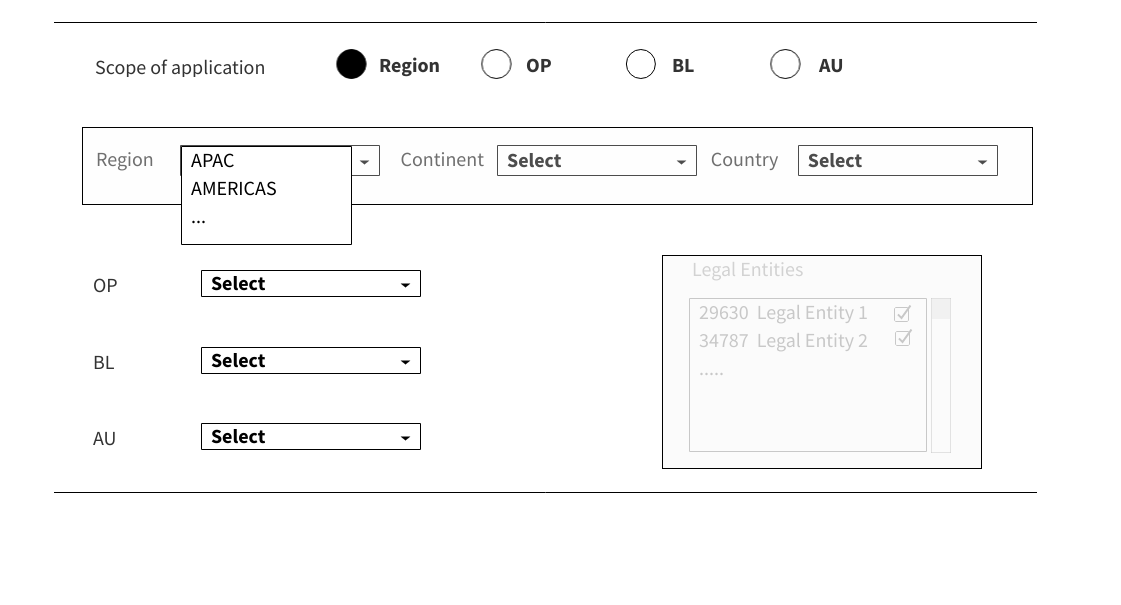 Scope of application Region OP BL AU
Region APAC Continent Select Country Select
AMERICAS
...
OP Select
BL Select
AU Select
Legal Entities
29630 Legal Entity 1
34787 Legal Entity 2
.....